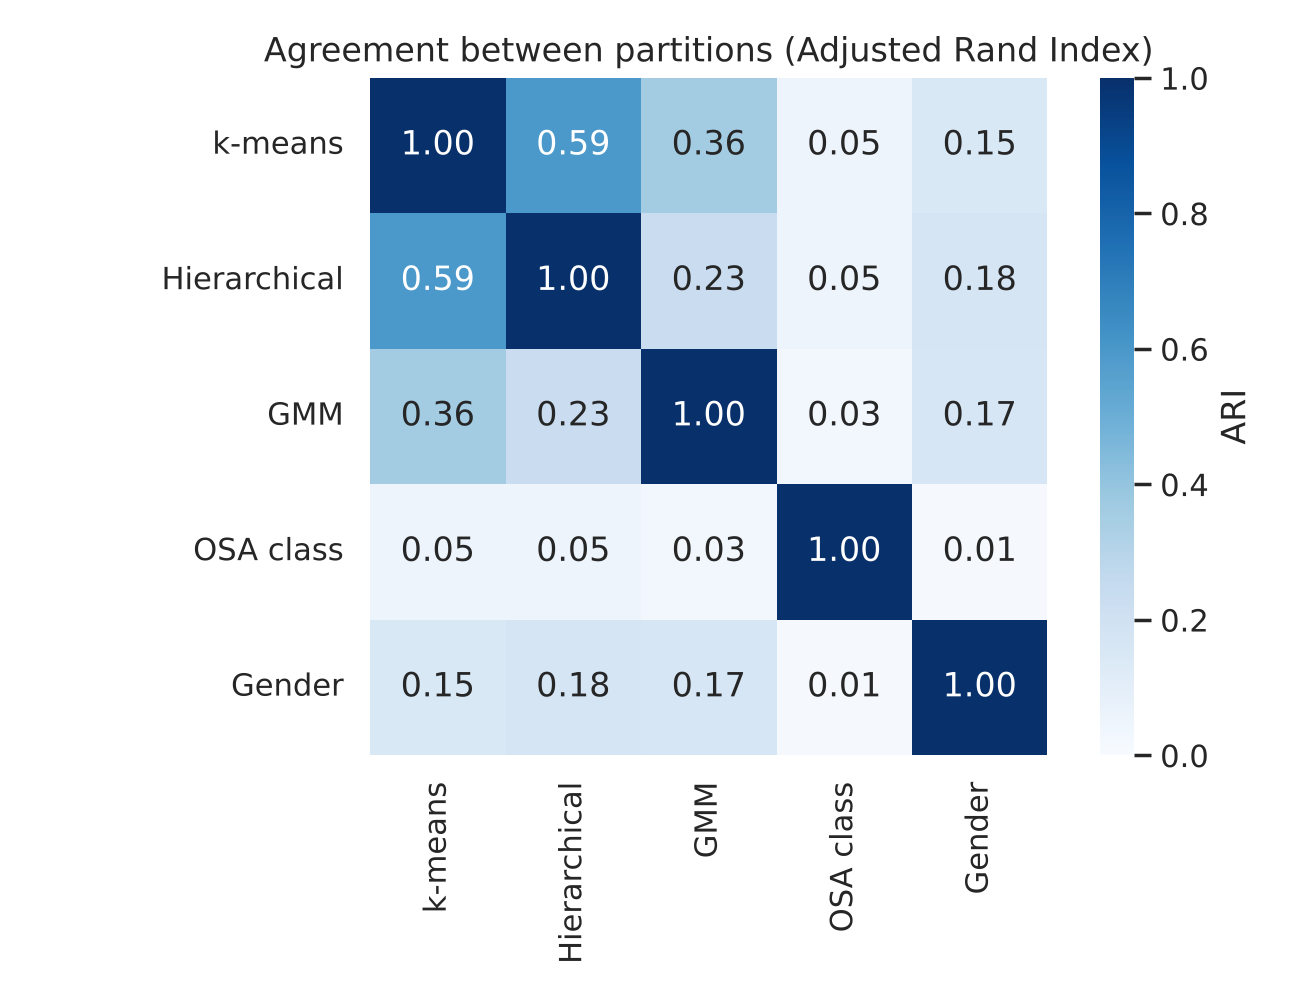 Agreement between partitions (Adjusted Rand Index)
k-means 1.00 0.59 0.36 0.05 0.15
Hierarchical 0.59 1.00 0.23 0.05 0.18
GMM 0.36 0.23 1.00 0.03 0.17
OSA class 0.05 0.05 0.03 1.00 0.01
Gender 0.15 0.18 0.17 0.01 1.00
k-means
Hierarchical
GMM
OSA class
Gender
1.0
0.8
0.6
0.4
0.2
0.0
ARI